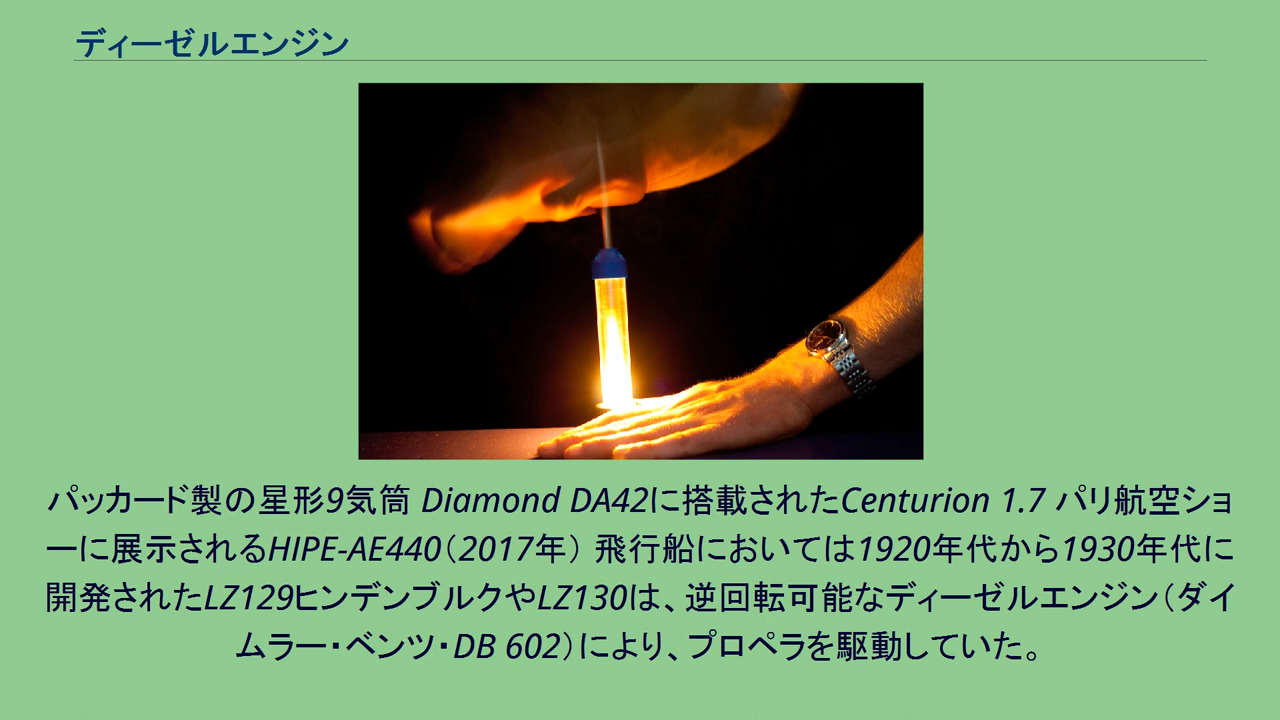 ディーゼルエンジン
パッカード製の星形9気筒 Diamond DA42に搭載されたCenturion 1.7 パリ航空ショ
ーに展示されるHIPE-AE440（2017年） 飛行船においては1920年代から1930年代に
開発されたLZ129ヒンデンブルクやLZ130は、逆回転可能なディーゼルエンジン（ダイ
ムラー・ベンツ・DB 602）により、プロペラを駆動していた。